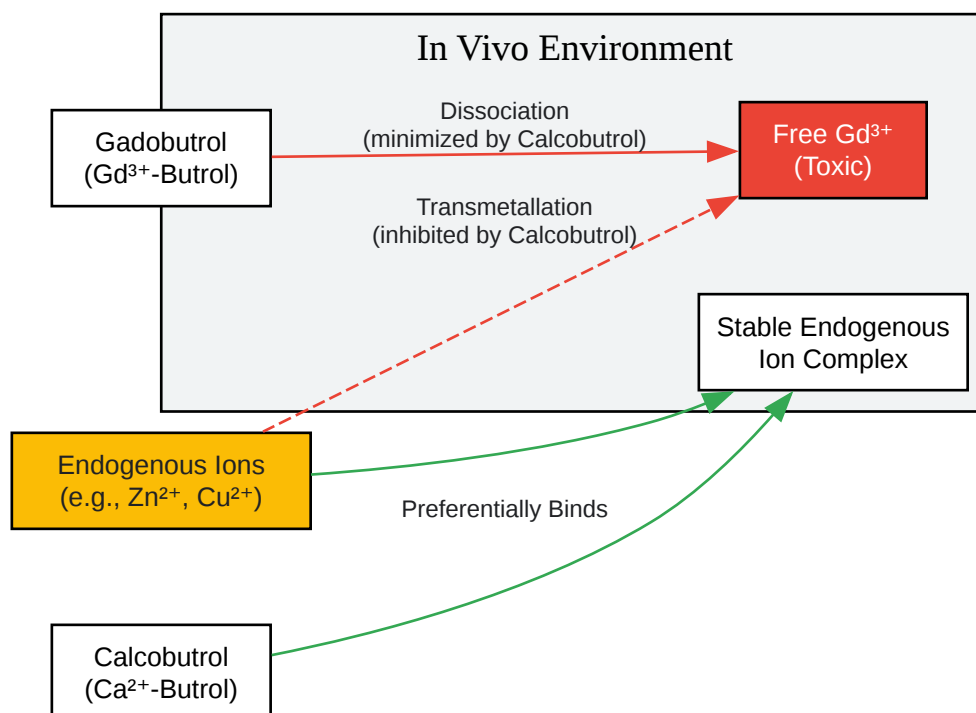 In Vivo Environment
Dissociation
(minimized by Calcobutrol)
Gadobutrol
(Gd³⁺-Butrol)
Free Gd³⁺
(Toxic)
Transmetallation
(inhibited by Calcobutrol)
Stable Endogenous
Ion Complex
Endogenous Ions
(e.g., Zn²⁺, Cu²⁺)
Preferentially Binds
Calcobutrol
(Ca²⁺-Butrol)